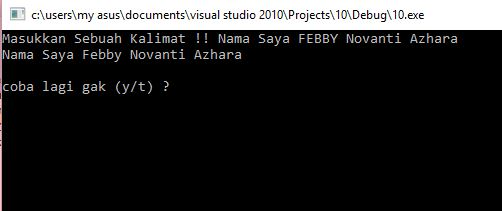 c:\users\my asus\documents\visual studio 2010\Projects\10\Debug\10.exe
Masukkan Sebuah Kalimat !! Nama Saya FEBBY Novanti Azhara
Nama Saya Febby Novanti Azhara
coba lagi gak (y/t) ?